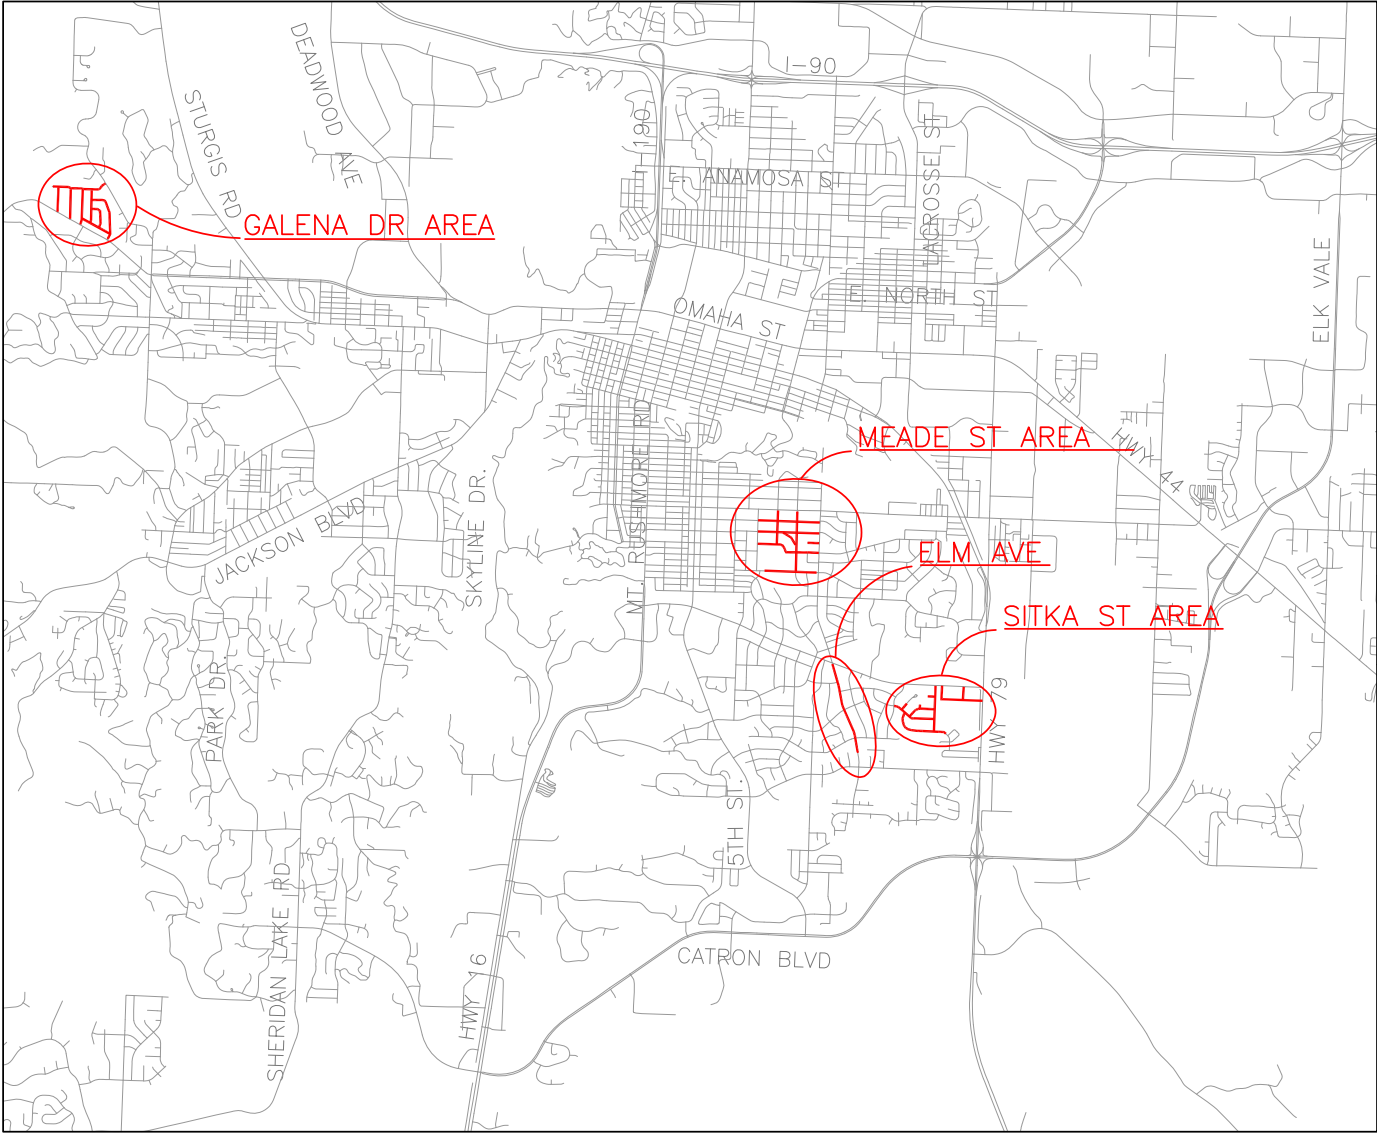 I-90
DEADWOOD AVE
STURGIS RD
I-190
LACROSSE ST
E. ANAMOSA ST
GALENA DR AREA
ELK VALE
E. NORTH ST
OMAHA ST
MEADE ST AREA
HWY 44
MT. RUSHMORE RD
SKYLINE DR.
JACKSON BLVD
ELM AVE
SITKA ST AREA
PARK DR.
HWY 79
5TH ST.
SHERIDAN LAKE RD
CATRON BLVD
HWY 16